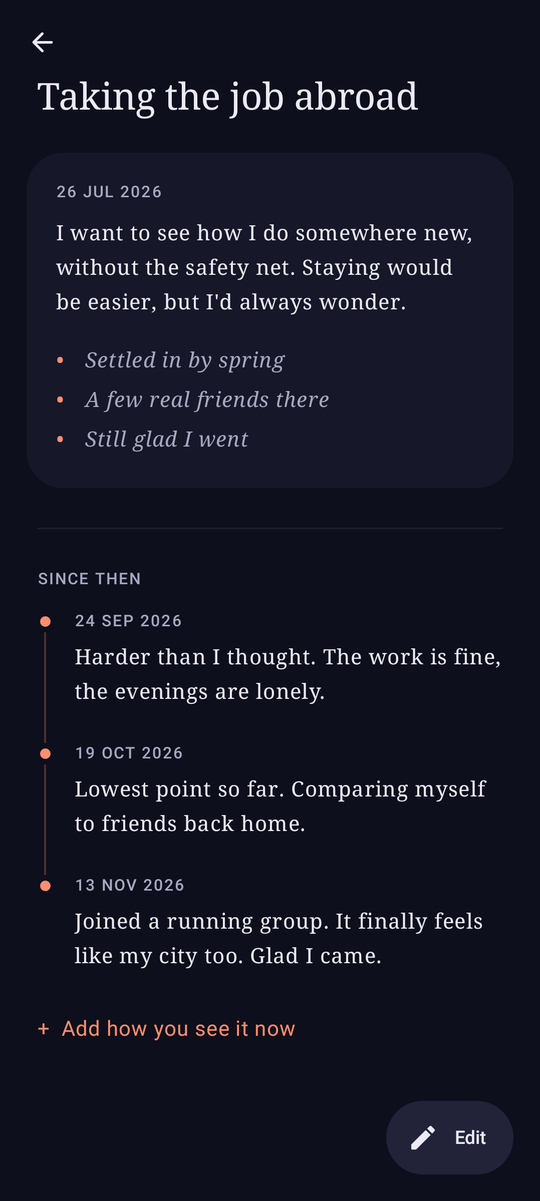 Taking the job abroad
26 JUL 2026
I want to see how I do somewhere new,
without the safety net. Staying would
be easier, but I'd always wonder.
• Settled in by spring
• A few real friends there
• Still glad I went
SINCE THEN
24 SEP 2026
Harder than I thought. The work is fine,
the evenings are lonely.
19 OCT 2026
Lowest point so far. Comparing myself
to friends back home.
13 NOV 2026
Joined a running group. It finally feels
like my city too. Glad I came.
+ Add how you see it now
Edit